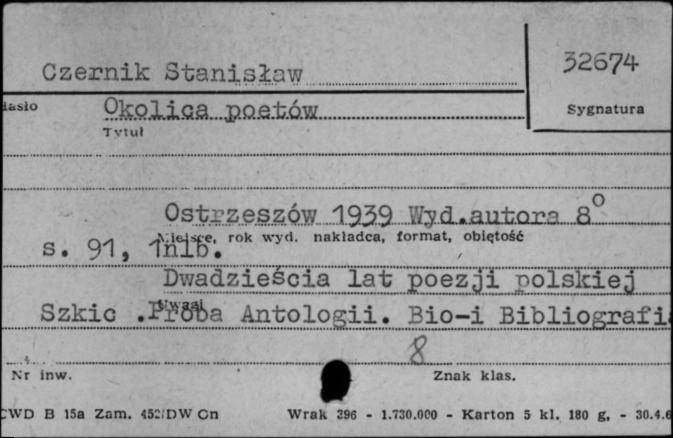 32674
Czernik Stanisław
Hasło Okolica poetów
Sygnatura
Tytuł
Ostrzeszów 1939 Wyd.autora 8°
Miejsce, rok wyd. nakładca, format, objętość
s. 91, 1nlb.
Dwadzieścia lat poezji polskiej
Uwagi
Szkic .Próba Antologii. Bio-i Bibliografia
8
Nr inw. Znak klas.
CWD B 15a Zam. 452/DW Gn Wrak 396 - 1.730.000 - Karton 5 kl. 180 g. - 30.4.6